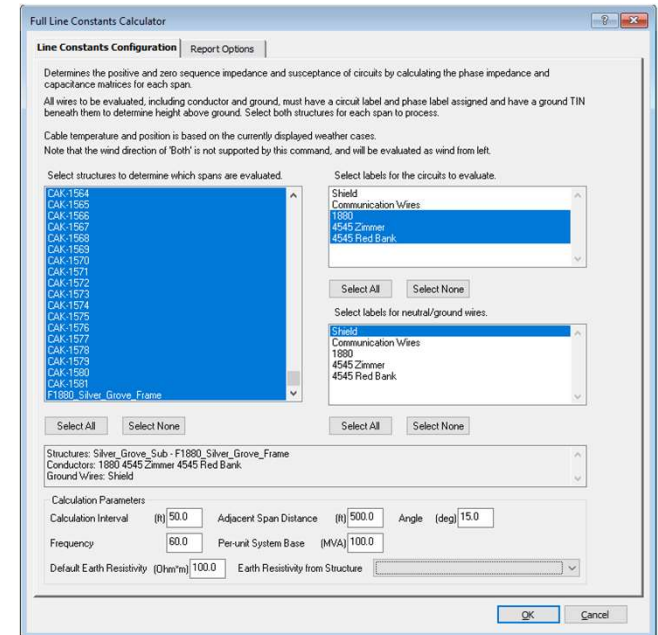 Full Line Constants Calculator
Line Constants Configuration Report Options
Determines the positive and zero sequence impedance and susceptance of circuits by calculating the phase impedance and
capacitance matrices for each span.
All wires to be evaluated, including conductor and ground, must have a circuit label and phase label assigned and have a ground TIN
beneath them to determine height above ground. Select both structures for each span to process.
Cable temperature and position is based on the currently displayed weather cases.
Note that the wind direction of 'Both' is not supported by this command, and will be evaluated as wind from left.
Select structures to determine which spans are evaluated.
CAK-1564
CAK-1565
CAK-1566
CAK-1567
CAK-1568
CAK-1569
CAK-1570
CAK-1571
CAK-1572
CAK-1573
CAK-1574
CAK-1575
CAK-1576
CAK-1577
CAK-1578
CAK-1579
CAK-1580
CAK-1581
F1880_Silver_Grove_Frame
Select All Select None
Select labels for the circuits to evaluate.
Shield
Communication Wires
1880
4545 Zimmer
4545 Red Bank
Select All Select None
Select labels for neutral/ground wires.
Shield
Communication Wires
1880
4545 Zimmer
4545 Red Bank
Select All Select None
Structures: Silver_Grove_Sub - F1880_Silver_Grove_Frame
Conductors: 1880 4545 Zimmer 4545 Red Bank
Ground Wires: Shield
Calculation Parameters
Calculation Interval (ft) 50.0 Adjacent Span Distance (ft) 500.0 Angle (deg) 15.0
Frequency 60.0 Per-unit System Base (MVA) 100.0
Default Earth Resistivity (Ohm*m) 100.0 Earth Resistivity from Structure
OK Cancel